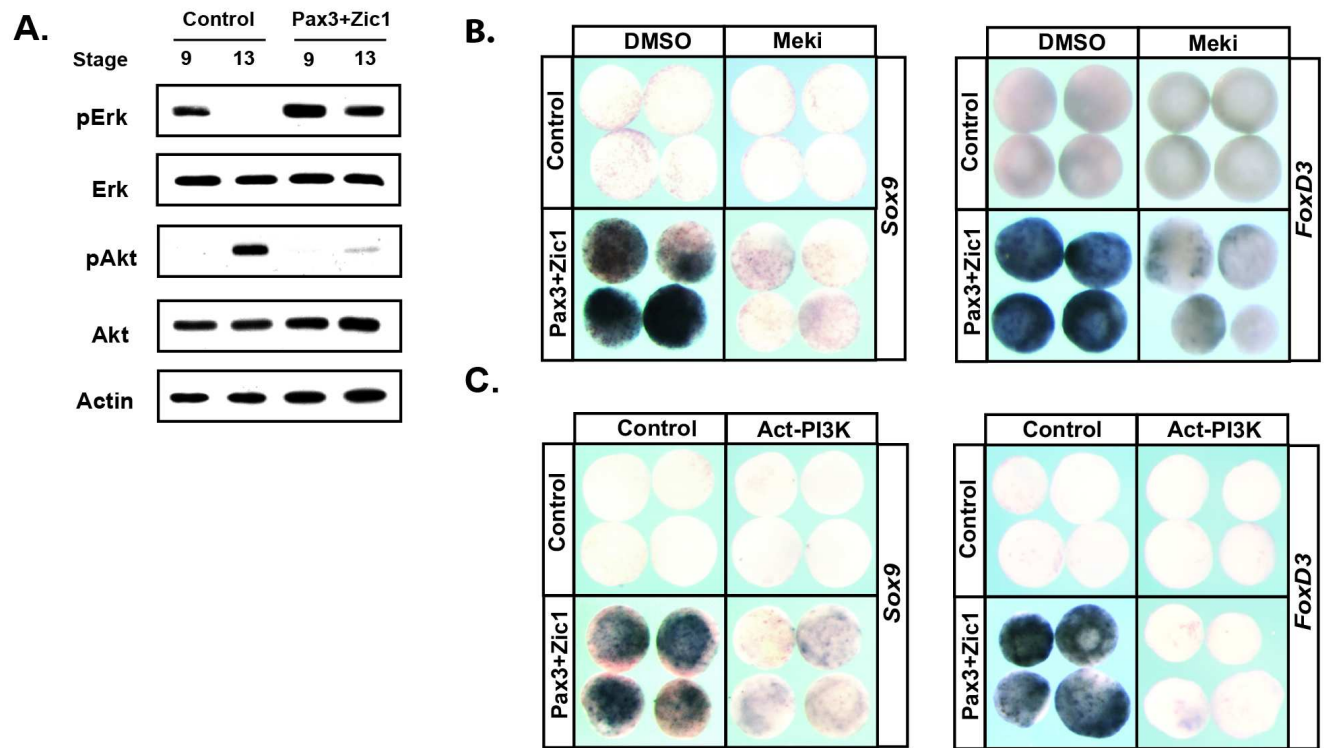 A.
Control Pax3+Zic1
Stage 9 13 9 13
pErk
Erk
pAkt
Akt
Actin
B.
DMSO Meki
Control
Pax3+Zic1
Sox9
DMSO Meki
Control
Pax3+Zic1
FoxD3
C.
Control Act-PI3K
Control
Pax3+Zic1
Sox9
Control Act-PI3K
Control
Pax3+Zic1
FoxD3